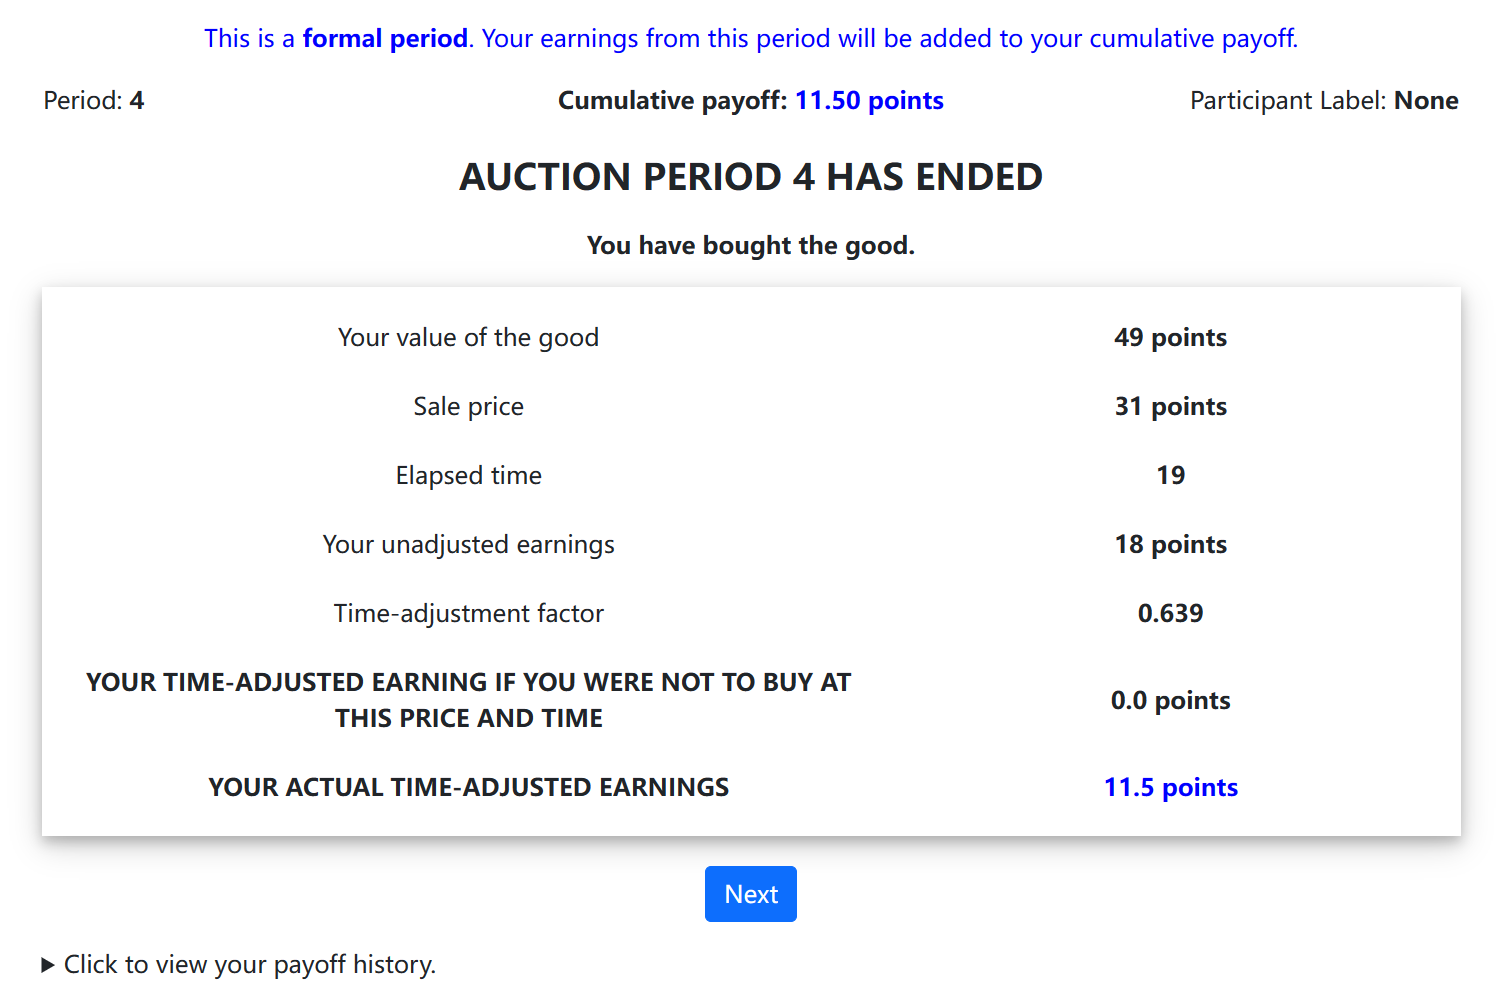 This is a formal period. Your earnings from this period will be added to your cumulative payoff.
Period: 4
Cumulative payoff: 11.50 points
Participant Label: None
AUCTION PERIOD 4 HAS ENDED
You have bought the good.
Your value of the good 49 points
Sale price 31 points
Elapsed time 19
Your unadjusted earnings 18 points
Time-adjustment factor 0.639
YOUR TIME-ADJUSTED EARNING IF YOU WERE NOT TO BUY AT
THIS PRICE AND TIME
0.0 points
YOUR ACTUAL TIME-ADJUSTED EARNINGS 11.5 points
Next
Click to view your payoff history.